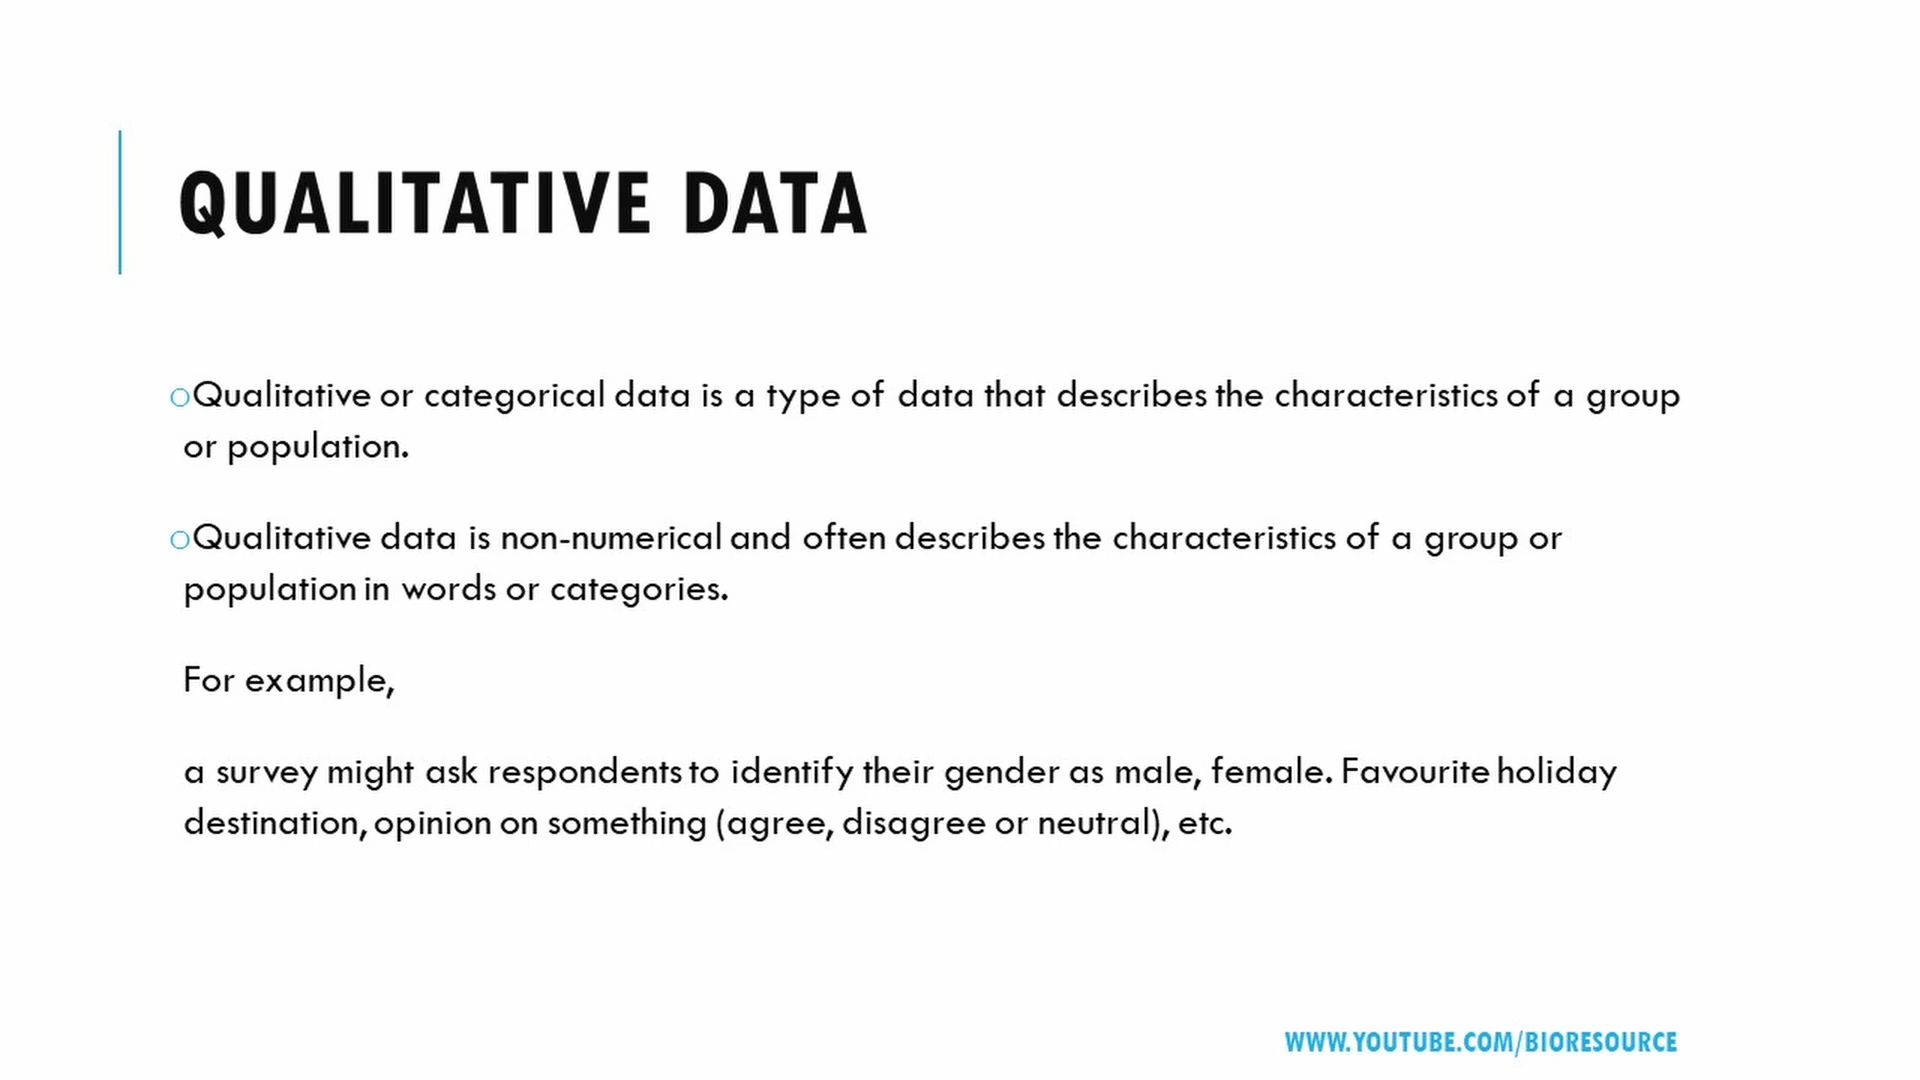 QUALITATIVE DATA
Qualitative or categorical data is a type of data that describes the characteristics of a group
or population.
Qualitative data is non-numerical and often describes the characteristics of a group or
population in words or categories.
For example,
a survey might ask respondents to identify their gender as male, female. Favourite holiday
destination, opinion on something (agree, disagree or neutral), etc.
WWW.YOUTUBE.COM/BIORESOURCE